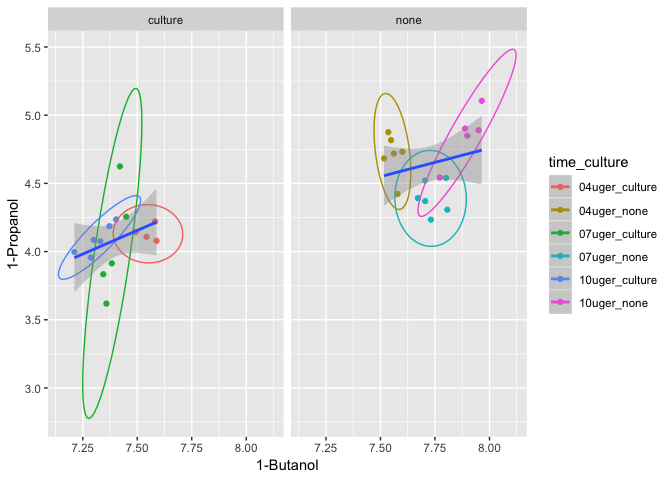 culture
none
5.5
5.0
4.5
4.0
3.5
3.0
1-Propanol
7.25
7.50
7.75
8.00
7.25
7.50
7.75
8.00
1-Butanol
time_culture
04uger_culture
04uger_none
07uger_culture
07uger_none
10uger_culture
10uger_none